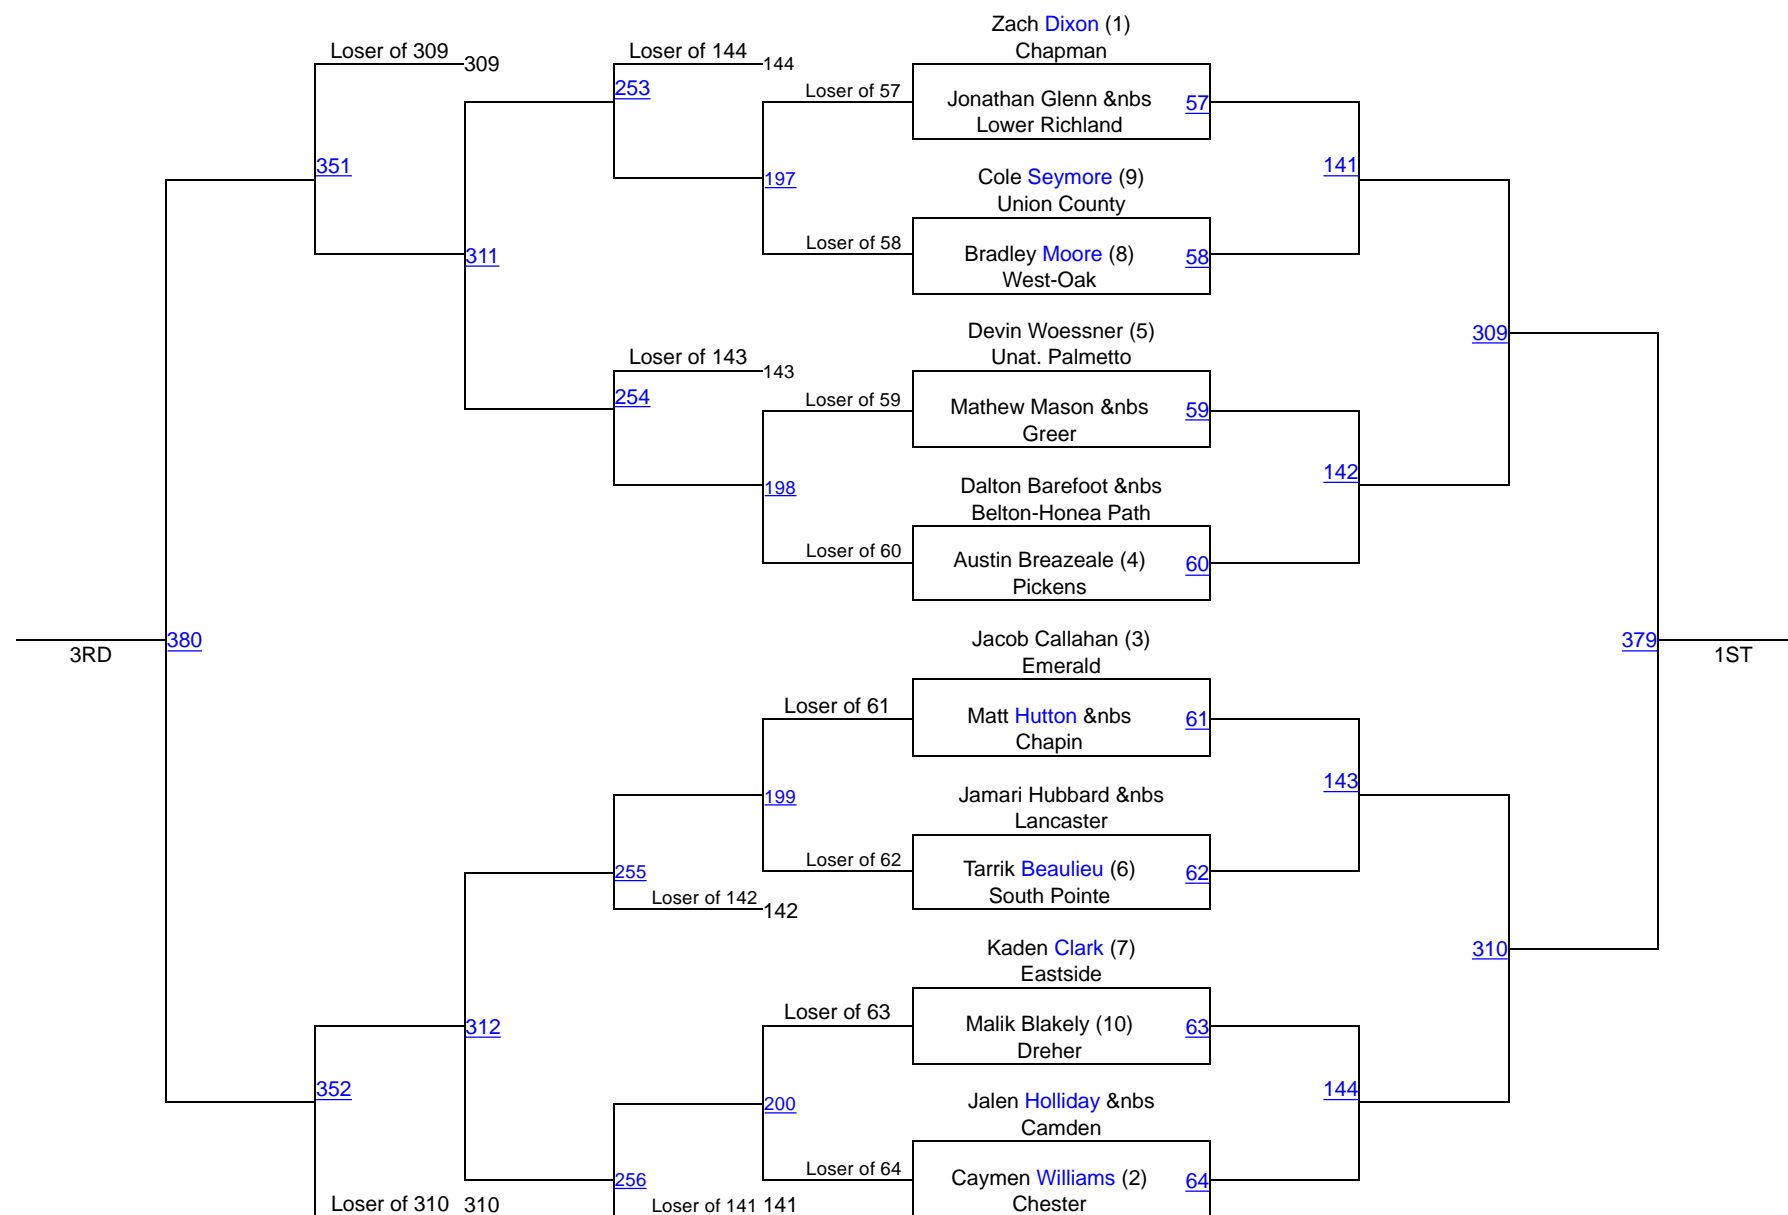 Zach Dixon (1)
Loser of 309
309
Loser of 144
144
Chapman
253
Loser of 57
Jonathan Glenn &nbs
57
Lower Richland
351
197
Cole Seymore (9)
141
Union County
311
Loser of 58
Bradley Moore (8)
58
West-Oak
Devin Woessner (5)
309
Loser of 143
143
Unat. Palmetto
254
Loser of 59
Mathew Mason &nbs
59
Greer
198
Dalton Barefoot &nbs
142
Belton-Honea Path
Loser of 60
Austin Breazeale (4)
60
Pickens
3RD
380
Jacob Callahan (3)
379
1ST
Emerald
Loser of 61
Matt Hutton &nbs
61
Chapin
199
Jamari Hubbard &nbs
143
Lancaster
255
Loser of 62
Tarrik Beaulieu (6)
62
Loser of 142
142
South Pointe
Kaden Clark (7)
310
Eastside
312
Loser of 63
Malik Blakely (10)
63
Dreher
352
200
Jalen Holliday &nbs
144
Camden
256
Loser of 64
Caymen Williams (2)
64
Loser of 310
310
Loser of 141
141
Chester